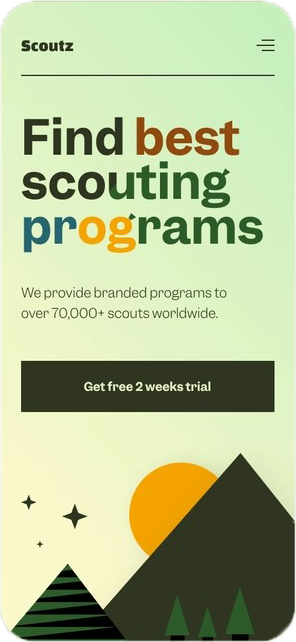 Scoutz
Find best
scouting
programs
We provide branded programs to
over 70,000+ scouts worldwide.
Get free 2 weeks trial